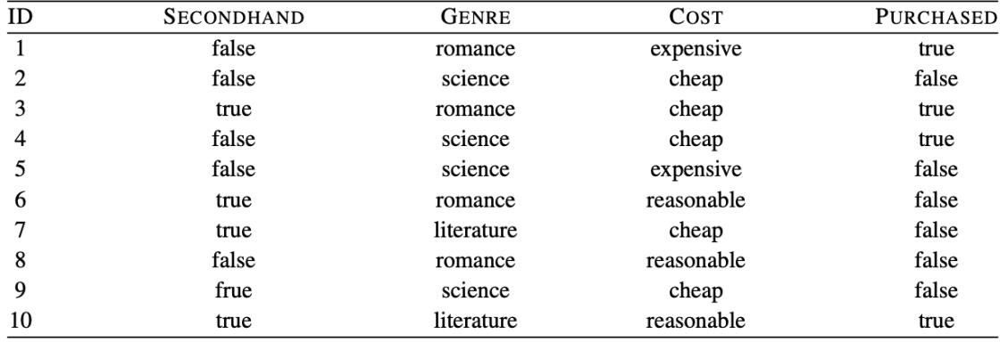 ID SECONDHAND GENRE COST PURCHASED
1 false romance expensive true
2 false science cheap false
3 true romance cheap true
4 false science cheap true
5 false science expensive false
6 true romance reasonable false
7 true literature cheap false
8 false romance reasonable false
9 frue science cheap false
10 true literature reasonable true